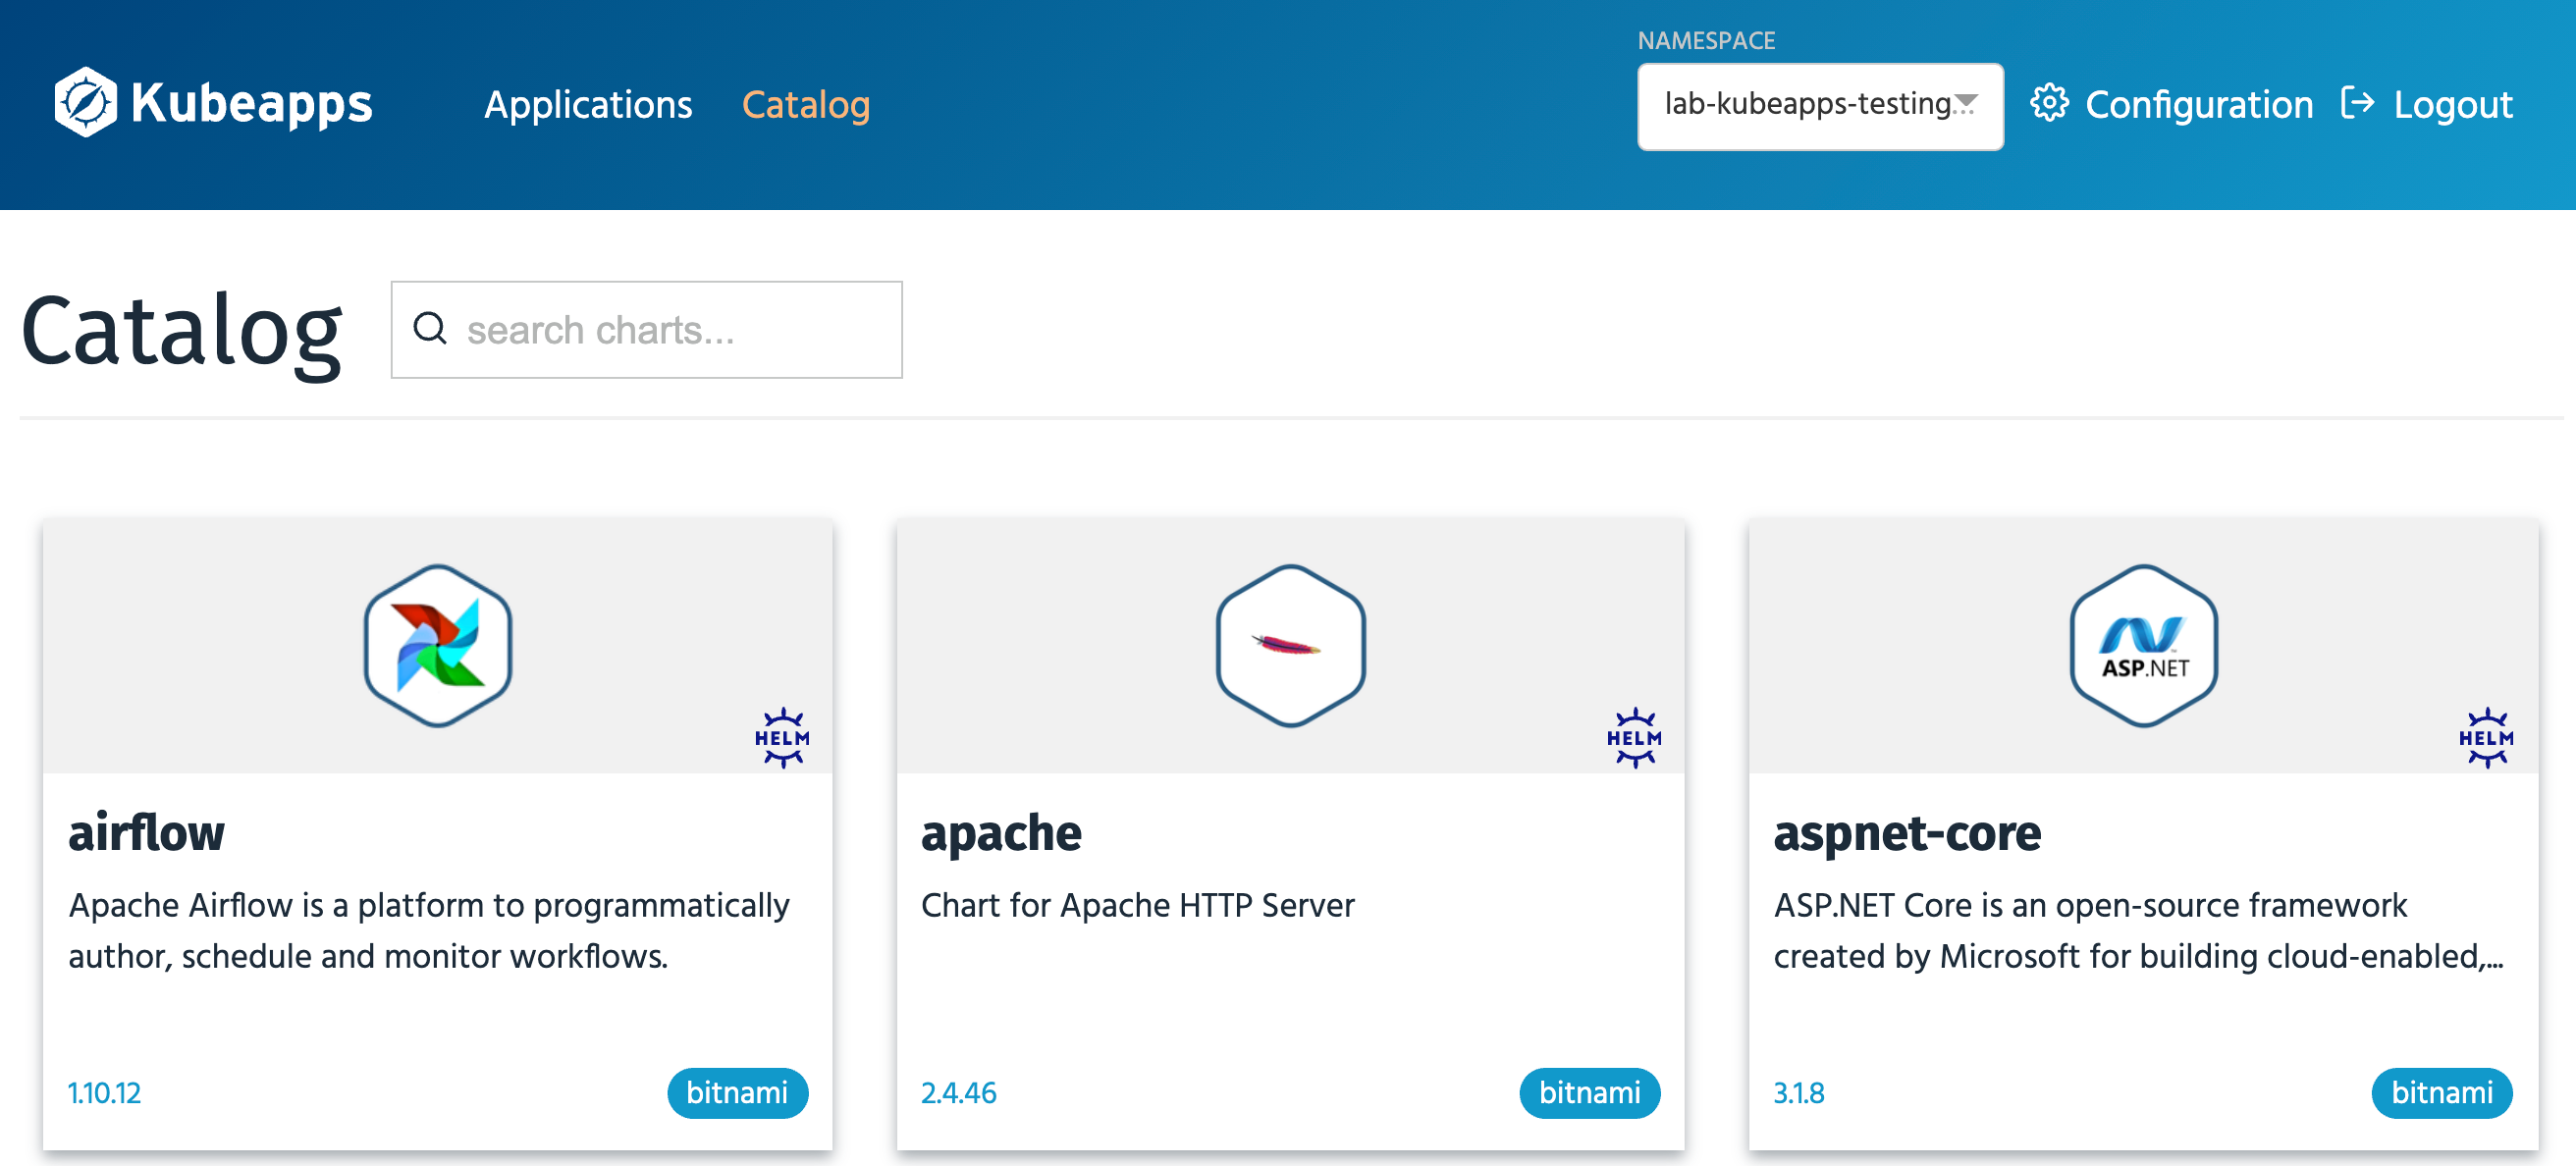 NAMESPACE
Kubeapps
Applications
Catalog
lab-kubeapps-testing...
Configuration
Logout
Catalog
search charts...
ASP.NET
HELM
HELM
HELM
airflow
Apache Airflow is a platform to programmatically
author, schedule and monitor workflows.
1.10.12
bitnami
apache
Chart for Apache HTTP Server
2.4.46
bitnami
aspnet-core
ASP.NET Core is an open-source framework
created by Microsoft for building cloud-enabled,...
3.1.8
bitnami